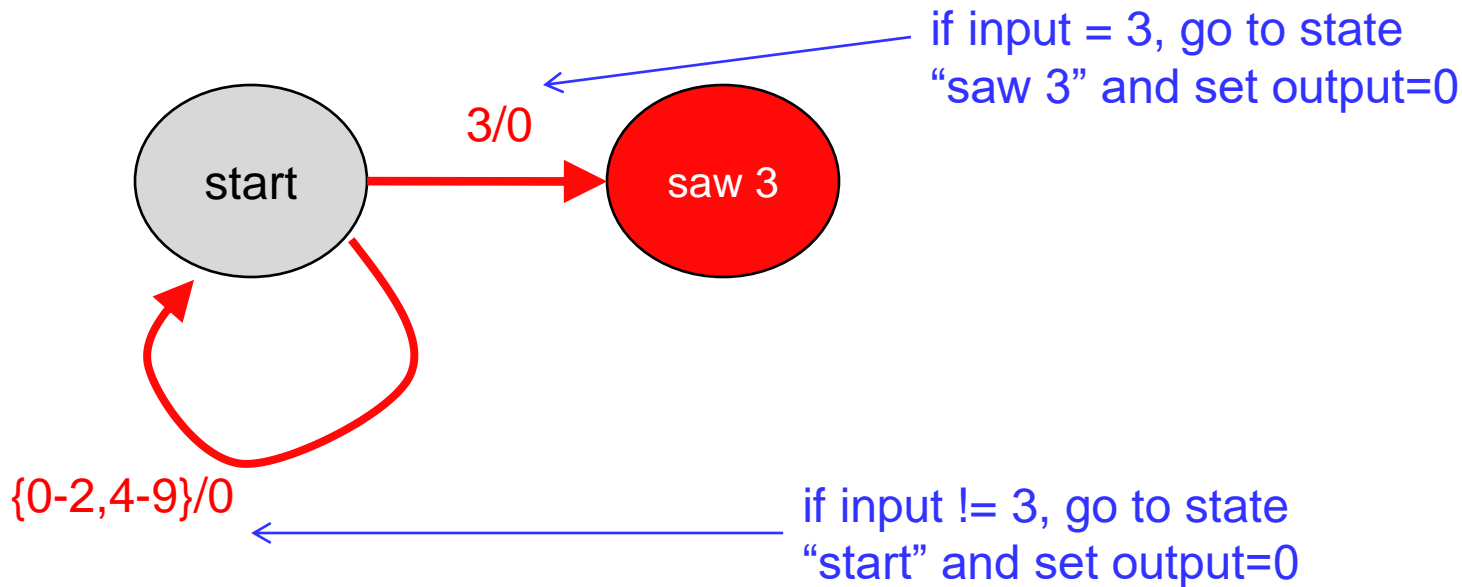 if input = 3, go to state
“saw 3” and set output=0
3/0
start
saw 3
{0-2,4-9}/0
if input != 3, go to state
“start” and set output=0